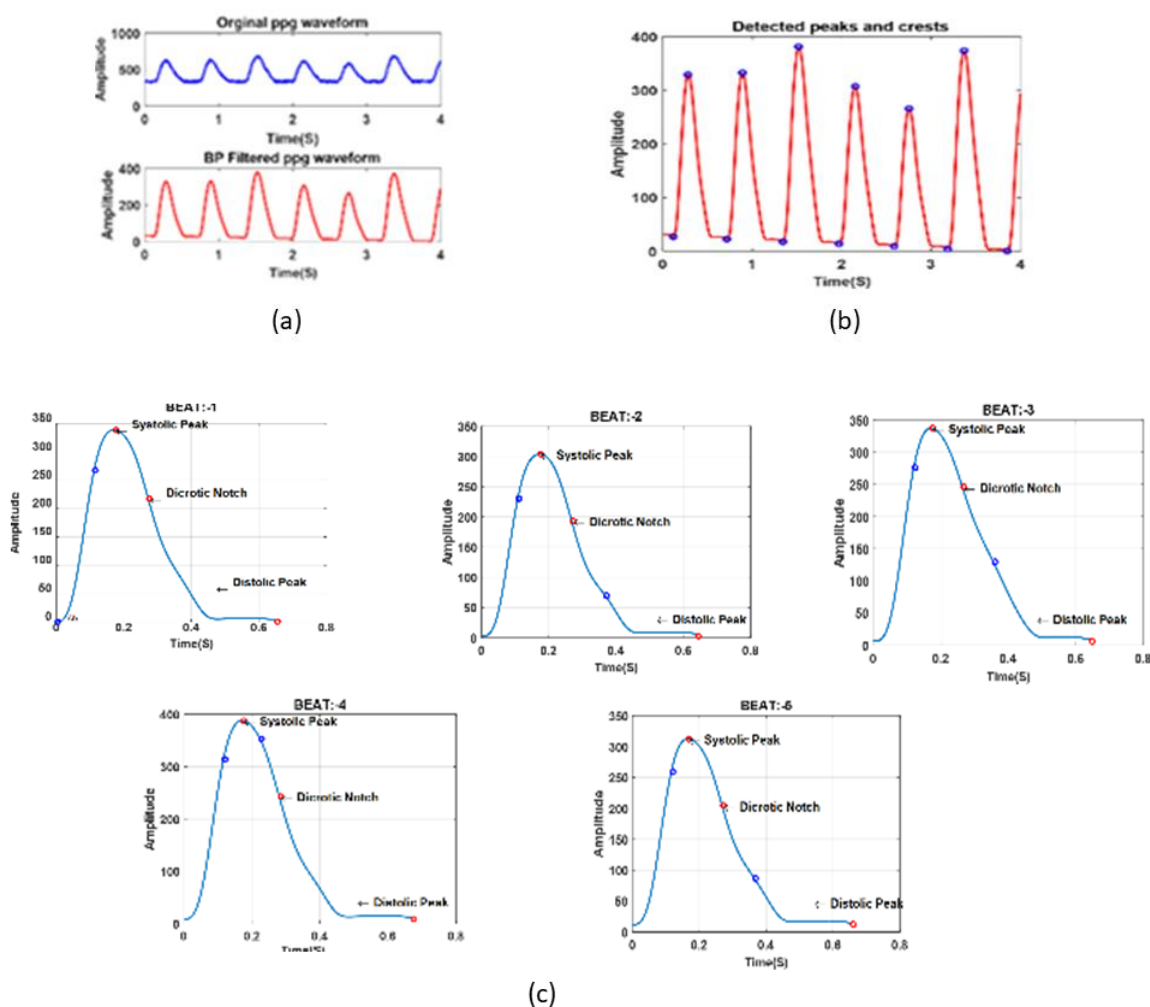 Orginal ppg waveform
1000
500
0
Amplitude
0 1 2 3 4
Time(S)
BP Filtered ppg waveform
400
200
0
Amplitude
0 1 2 3 4
Time(S)
(a)
Detected peaks and crests
400
300
200
100
0
Amplitude
0 1 2 3 4
Time(S)
(b)
BEAT:-1
350
300
250
200
150
100
50
0
Amplitude
Systolic Peak
Dicrotic Notch
Distolic Peak
0.2 0.4 0.6 0.8
Time(S)
BEAT:-2
350
300
250
200
150
100
50
0
Amplitude
Systolic Peak
Dicrotic Notch
Distolic Peak
0 0.2 0.4 0.6 0.8
Time(S)
BEAT:-3
350
300
250
200
150
100
50
0
Amplitude
Systolic Peak
Dicrotic Notch
Distolic Peak
0 0.2 0.4 0.6 0.8
Time(S)
BEAT:-4
400
300
200
100
0
Amplitude
Systolic Peak
Dicrotic Notch
Distolic Peak
0 0.2 0.4 0.6 0.8
Time(S)
350
300
250
200
150
100
50
0
Amplitude
Systolic Peak
Dicrotic Notch
Distolic Peak
0 0.2 0.4 0.6 0.8
Time(S)
(c)